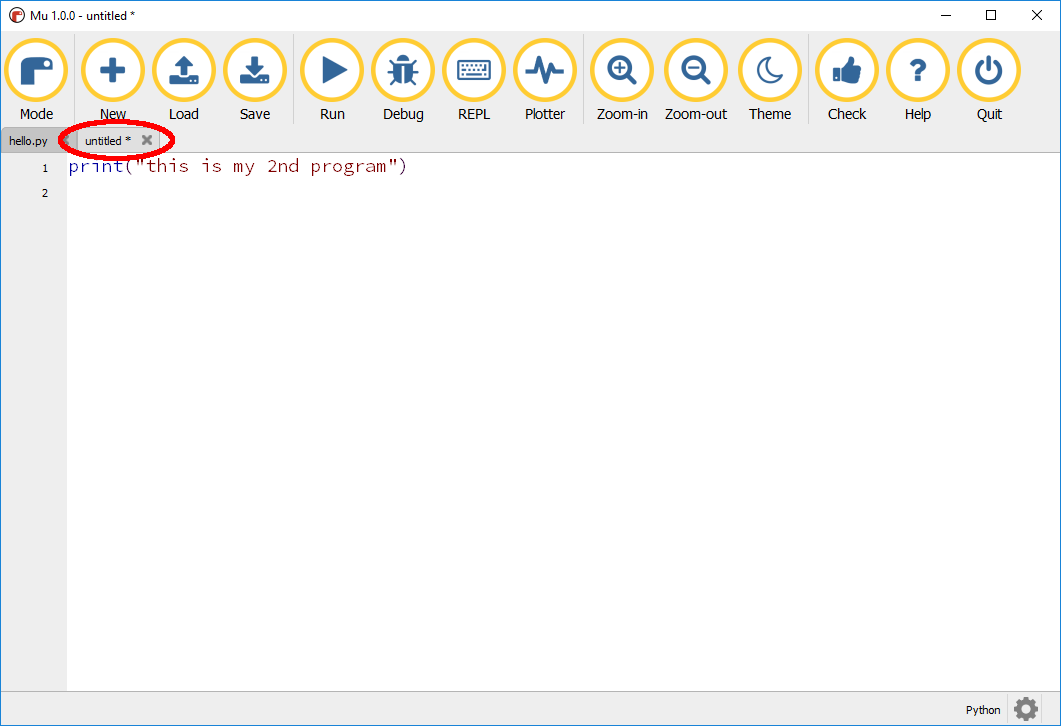 Mu 1.0.0 - untitled *
Mode New Load Save Run Debug REPL Plotter Zoom-in Zoom-out Theme Check Help Quit
hello.py untitled *
1 print("this is my 2nd program")
2
Python